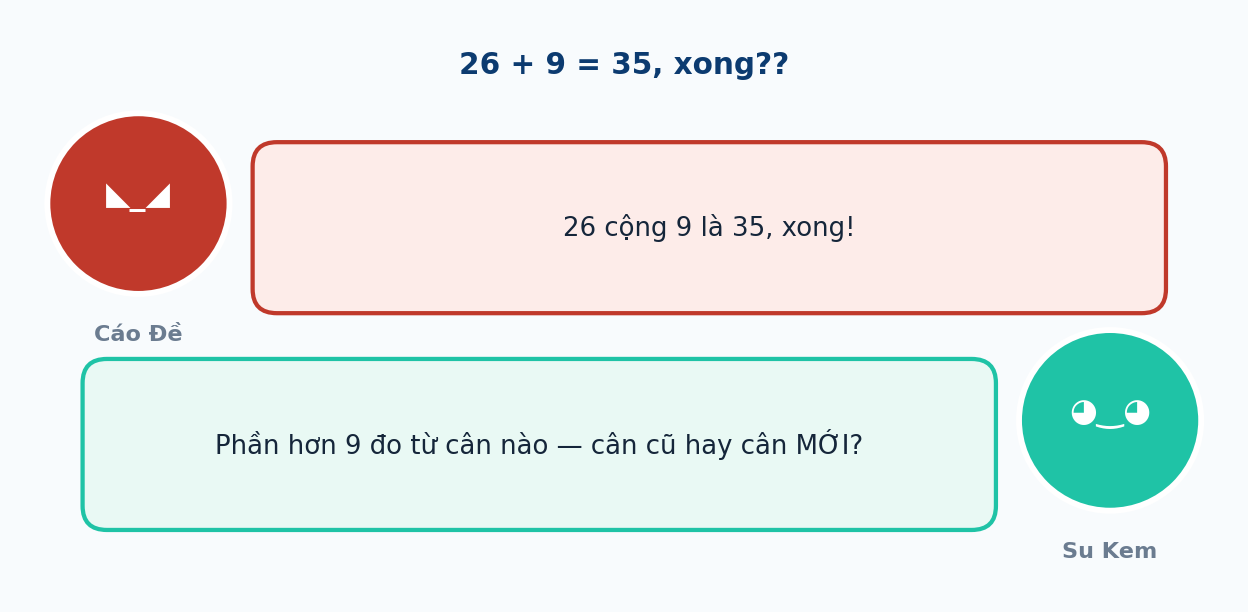 26 + 9 = 35, xong??
26 cộng 9 là 35, xong!
Cáo Đề
Phần hơn 9 đo từ cân nào — cân cũ hay cân MỚI?
Su Kem